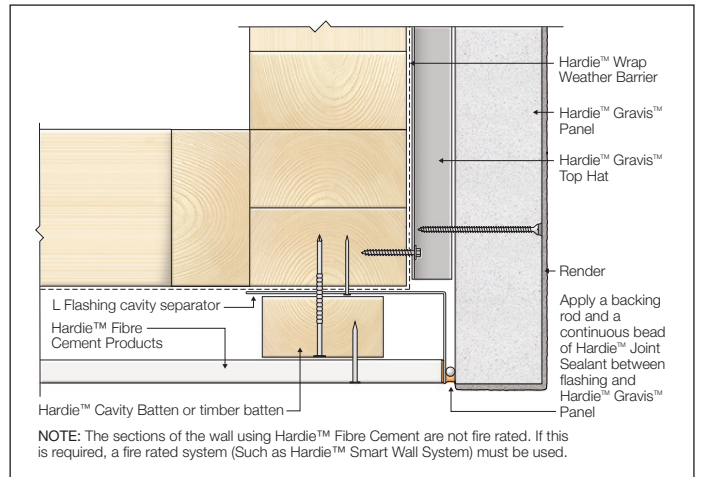 Hardie™ Wrap
Weather Barrier
Hardie™ Gravis™
Panel
Hardie™ Gravis™
Top Hat
Render
Apply a backing
rod and a
continuous bead
of Hardie™ Joint
Sealant between
flashing and
Hardie™ Gravis™
Panel
L Flashing cavity separator
Hardie™ Fibre
Cement Products
Hardie™ Cavity Batten or timber batten
NOTE: The sections of the wall using Hardie™ Fibre Cement are not fire rated. If this
is required, a fire rated system (Such as Hardie™ Smart Wall System) must be used.